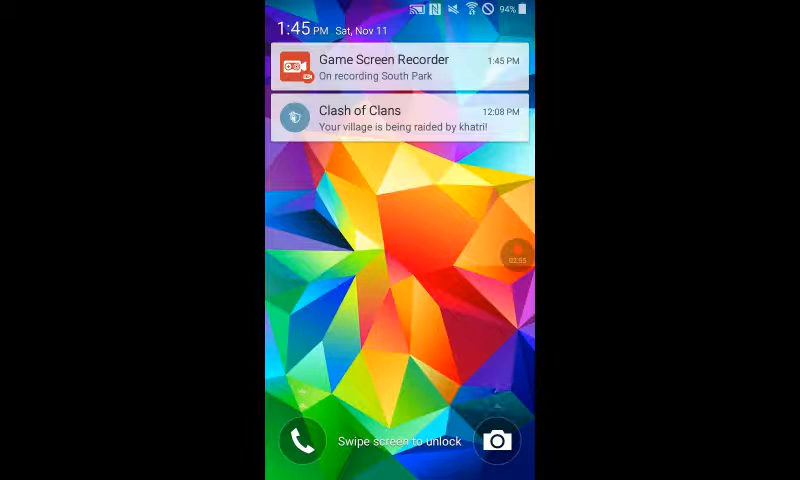 94%
1:45 PM Sat, Nov 11
Game Screen Recorder 1:45 PM
On recording South Park
Clash of Clans 12:08 PM
Your village is being raided by khatri!
02:55
Swipe screen to unlock